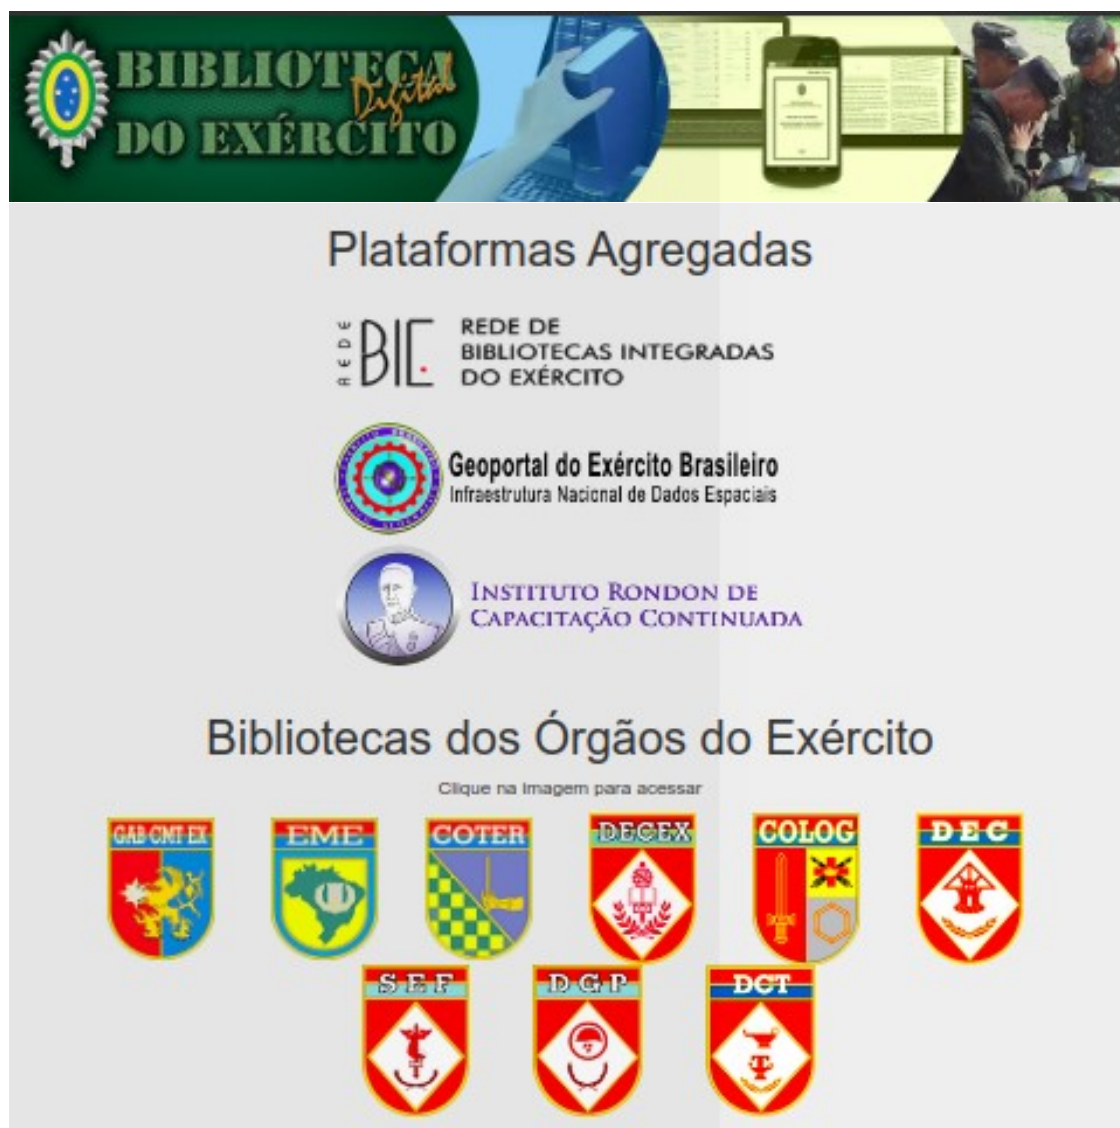 BIBLIOTECA
Digital
DO EXÉRCITO
Plataformas Agregadas
REDE
BIE.
REDE DE
BIBLIOTECAS INTEGRADAS
DO EXÉRCITO
Geoportal do Exército Brasileiro
Infraestrutura Nacional de Dados Espaciais
INSTITUTO RONDON DE
CAPACITAÇÃO CONTINUADA
Bibliotecas dos Órgãos do Exército
Clique na Imagem para acessar
GAB CMT EX
EME
COTER
DECEX
COLOG
DEC
SEF
DGP
DCT